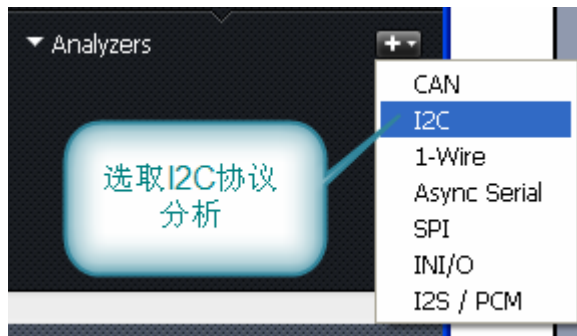 Analyzers
CAN
I2C
1-Wire
Async Serial
SPI
INI/O
I2S / PCM
选取I2C协议
分析